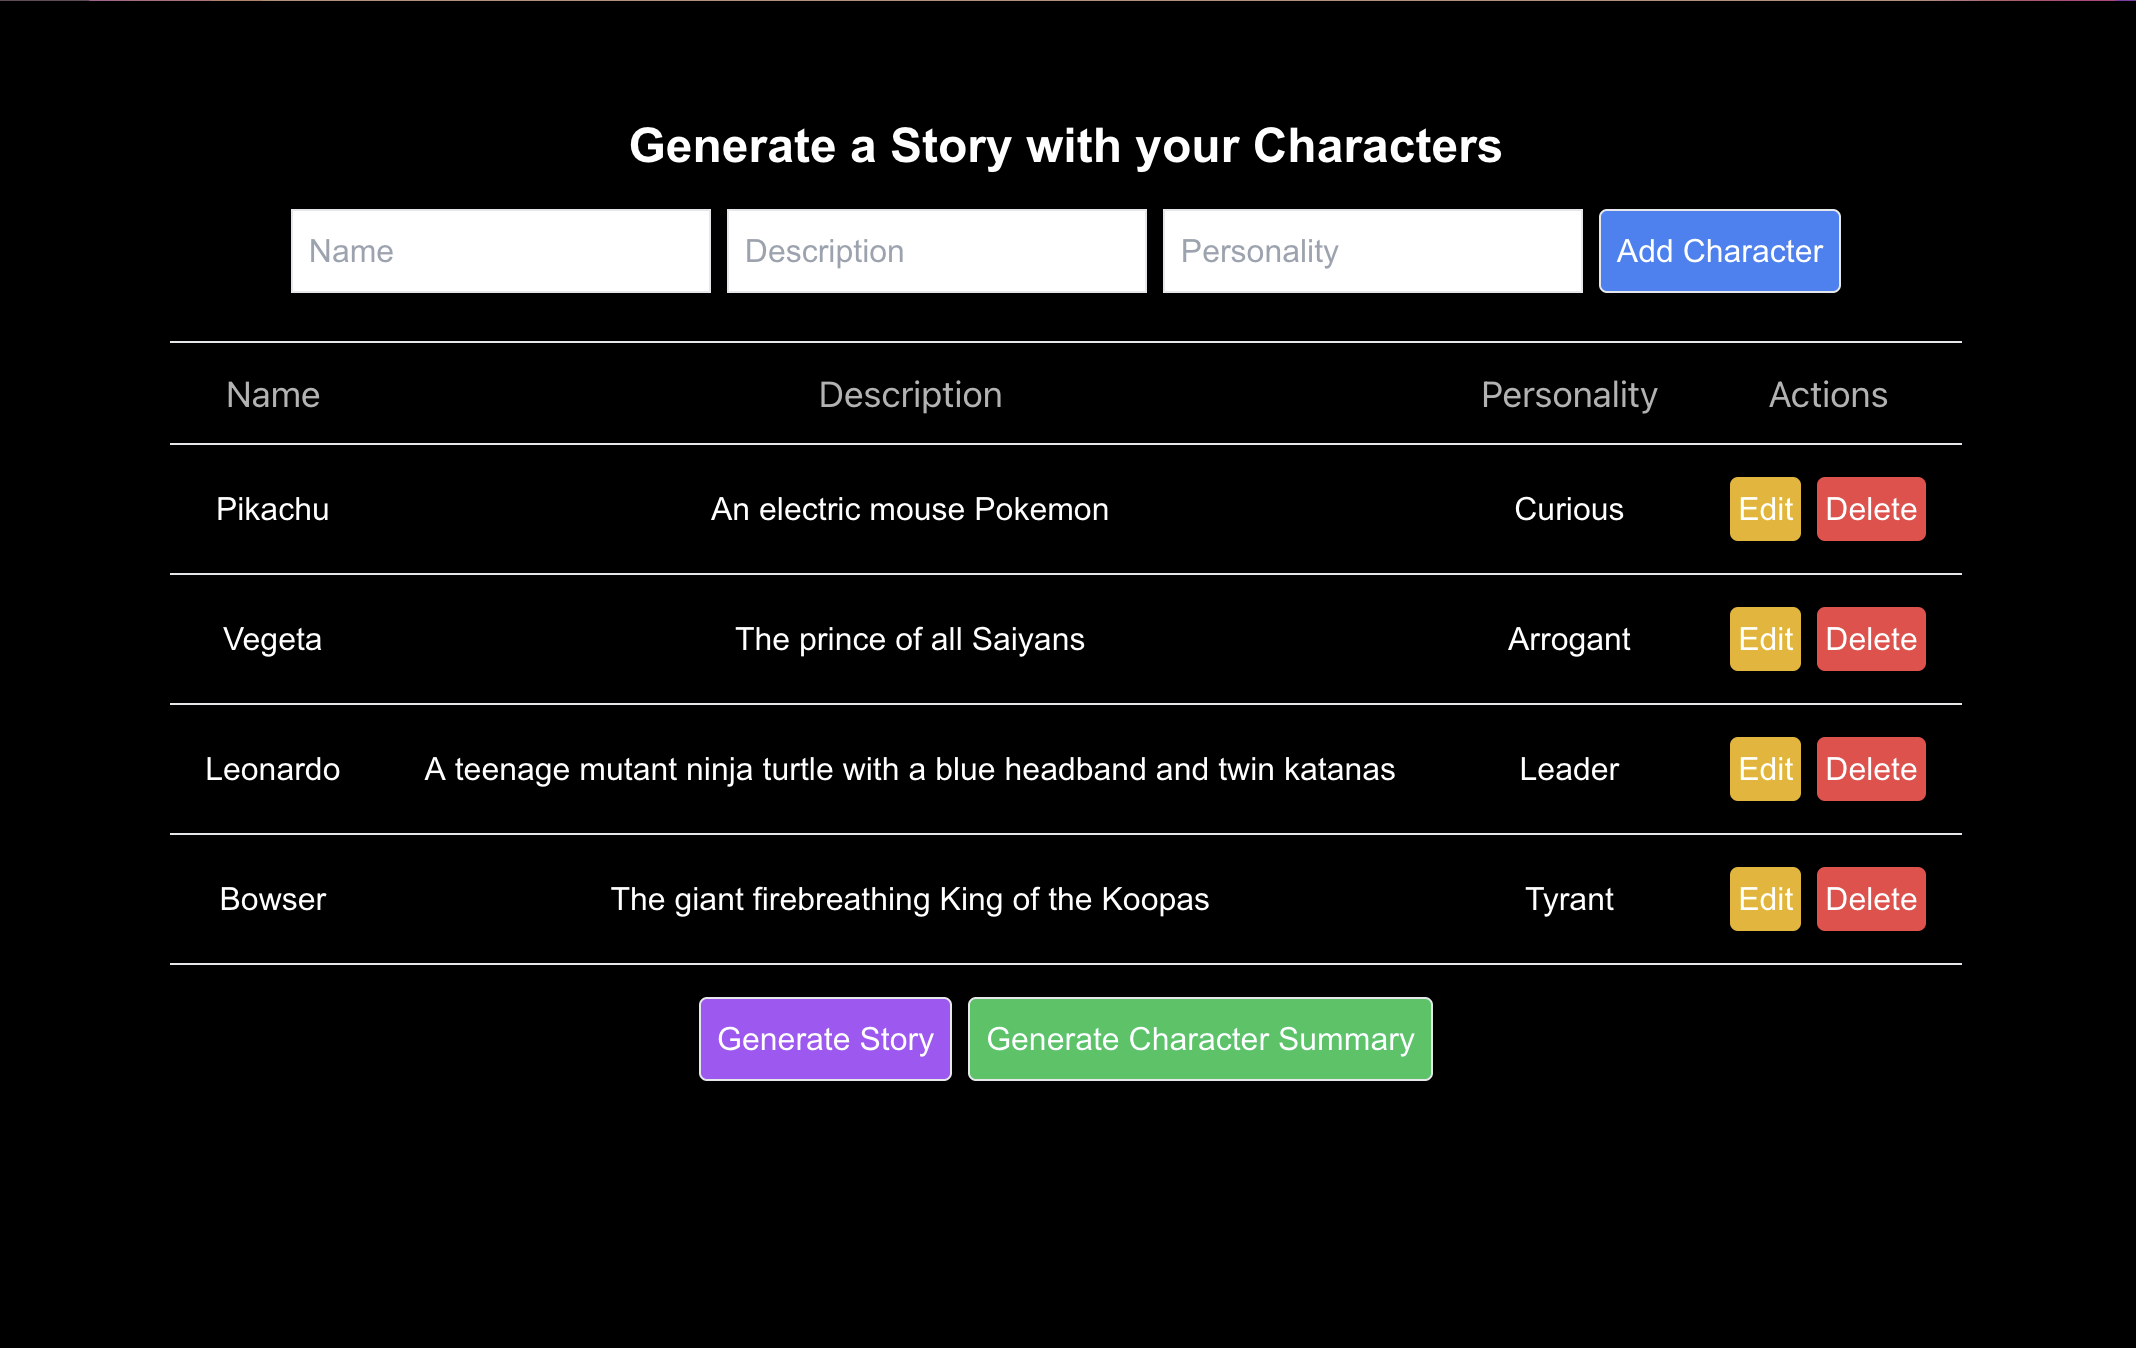 Generate a Story with your Characters
Name Description Personality Add Character
Name Description Personality Actions
Pikachu An electric mouse Pokemon Curious Edit Delete
Vegeta The prince of all Saiyans Arrogant Edit Delete
Leonardo A teenage mutant ninja turtle with a blue headband and twin katanas Leader Edit Delete
Bowser The giant firebreathing King of the Koopas Tyrant Edit Delete
Generate Story Generate Character Summary